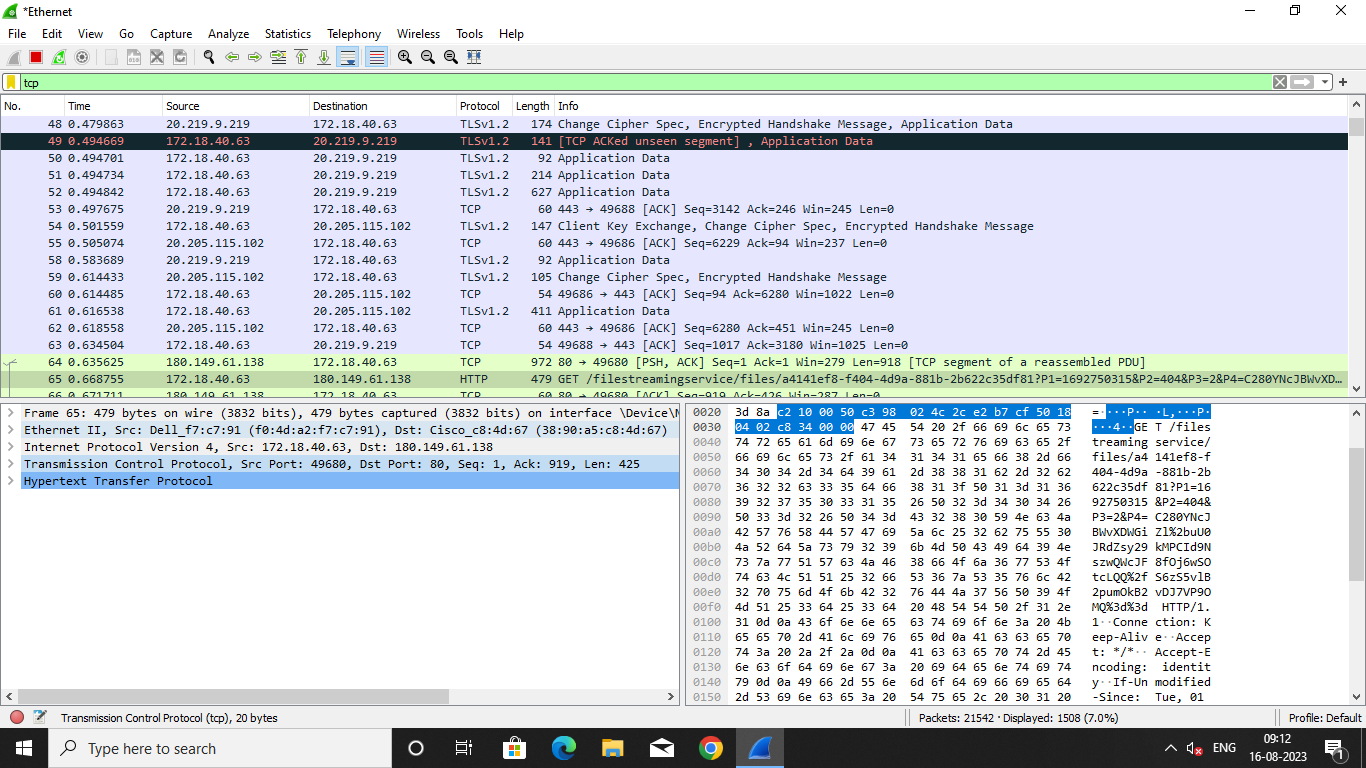 *Ethernet
File Edit View Go Capture Analyze Statistics Telephony Wireless Tools Help
tcp
No. Time Source Destination Protocol Length Info
48 0.479863 20.219.9.219 172.18.40.63 TLSv1.2 174 Change Cipher Spec, Encrypted Handshake Message, Application Data
49 0.494669 172.18.40.63 20.219.9.219 TLSv1.2 141 [TCP ACKed unseen segment] , Application Data
50 0.494701 172.18.40.63 20.219.9.219 TLSv1.2 92 Application Data
51 0.494734 172.18.40.63 20.219.9.219 TLSv1.2 214 Application Data
52 0.494842 172.18.40.63 20.219.9.219 TLSv1.2 627 Application Data
53 0.497675 20.219.9.219 172.18.40.63 TCP 60 443 → 49688 [ACK] Seq=3142 Ack=246 Win=245 Len=0
54 0.501559 172.18.40.63 20.205.115.102 TLSv1.2 147 Client Key Exchange, Change Cipher Spec, Encrypted Handshake Message
55 0.505074 20.205.115.102 172.18.40.63 TCP 60 443 → 49686 [ACK] Seq=6229 Ack=94 Win=237 Len=0
58 0.583689 20.219.9.219 172.18.40.63 TLSv1.2 92 Application Data
59 0.614433 20.205.115.102 172.18.40.63 TLSv1.2 105 Change Cipher Spec, Encrypted Handshake Message
60 0.614485 172.18.40.63 20.205.115.102 TCP 54 49686 → 443 [ACK] Seq=94 Ack=6280 Win=1022 Len=0
61 0.616538 172.18.40.63 20.205.115.102 TLSv1.2 411 Application Data
62 0.618558 20.205.115.102 172.18.40.63 TCP 60 443 → 49686 [ACK] Seq=6280 Ack=451 Win=245 Len=0
63 0.634504 172.18.40.63 20.219.9.219 TCP 54 49688 → 443 [ACK] Seq=1017 Ack=3180 Win=1025 Len=0
64 0.635625 180.149.61.138 172.18.40.63 TCP 972 80 → 49680 [PSH, ACK] Seq=1 Ack=1 Win=279 Len=918 [TCP segment of a reassembled PDU]
65 0.668755 172.18.40.63 180.149.61.138 HTTP 479 GET /filestreamingservice/files/a4141ef8-f404-4d9a-881b-2b622c35df81?P1=1692750315&P2=404&P3=2&P4=C280YNcJBWvXD…
66 0.671711 180.149.61.138 172.18.40.63 TCP
Frame 65: 479 bytes on wire (3832 bits), 479 bytes captured (3832 bits) on interface \Device\N
Ethernet II, Src: Dell_f7:c7:91 (f0:4d:a2:f7:c7:91), Dst: Cisco_c8:4d:67 (38:90:a5:c8:4d:67)
Internet Protocol Version 4, Src: 172.18.40.63, Dst: 180.149.61.138
Transmission Control Protocol, Src Port: 49680, Dst Port: 80, Seq: 1, Ack: 919, Len: 425
Hypertext Transfer Protocol
0020 3d 8a c2 10 00 50 c3 98 02 4c 2c e2 b7 cf 50 18 =····P·· ·L,···P·
0030 04 02 c8 34 00 00 47 45 54 20 2f 66 69 6c 65 73 ···4··GE T /files
0040 74 72 65 61 6d 69 6e 67 73 65 72 76 69 63 65 2f treaming service/
0050 66 69 6c 65 73 2f 61 34 31 34 31 65 66 38 2d 66 files/a4 141ef8-f
0060 34 30 34 2d 34 64 39 61 2d 38 38 31 62 2d 32 62 404-4d9a -881b-2b
0070 36 32 32 63 33 35 64 66 38 31 3f 50 31 3d 31 36 622c35df 81?P1=16
0080 39 32 37 35 30 33 31 35 26 50 32 3d 34 30 34 26 92750315 &P2=404&
0090 50 33 3d 32 26 50 34 3d 43 32 38 30 59 4e 63 4a P3=2&P4= C280YNcJ
00a0 42 57 76 58 44 57 47 69 5a 6c 25 32 62 75 55 30 BWvXDWGi Zl%2buU0
00b0 4a 52 64 5a 73 79 32 39 6b 4d 50 43 49 64 39 4e JRdZsy29 kMPCId9N
00c0 73 7a 77 51 57 63 4a 46 38 66 4f 6a 36 77 53 4f szwQWcJF 8fOj6wSO
00d0 74 63 4c 51 51 25 32 66 53 36 7a 53 35 76 6c 42 tcLQQ%2f S6zS5vlB
00e0 32 70 75 6d 4f 6b 42 32 76 44 4a 37 56 50 39 4f 2pumOkB2 vDJ7VP9O
00f0 4d 51 25 33 64 25 33 64 20 48 54 54 50 2f 31 2e MQ%3d%3d HTTP/1.
0100 31 0d 0a 43 6f 6e 6e 65 63 74 69 6f 6e 3a 20 4b 1··Conne ction: K
0110 65 65 70 2d 41 6c 69 76 65 0d 0a 41 63 63 65 70 eep-Aliv e··Accep
0120 74 3a 20 2a 2f 2a 0d 0a 41 63 63 65 70 74 2d 45 t: */*·· Accept-E
0130 6e 63 6f 64 69 6e 67 3a 20 69 64 65 6e 74 69 74 ncoding: identit
0140 79 0d 0a 49 66 2d 55 6e 6d 6f 64 69 66 69 65 64 y··If-Un modified
0150 2d 53 69 6e 63 65 3a 20 54 75 65 2c 20 30 31 20 -Since: Tue, 01
Transmission Control Protocol (tcp), 20 bytes
Packets: 21542 · Displayed: 1508 (7.0%)
Profile: Default
Type here to search
ENG
09:12
16-08-2023
1